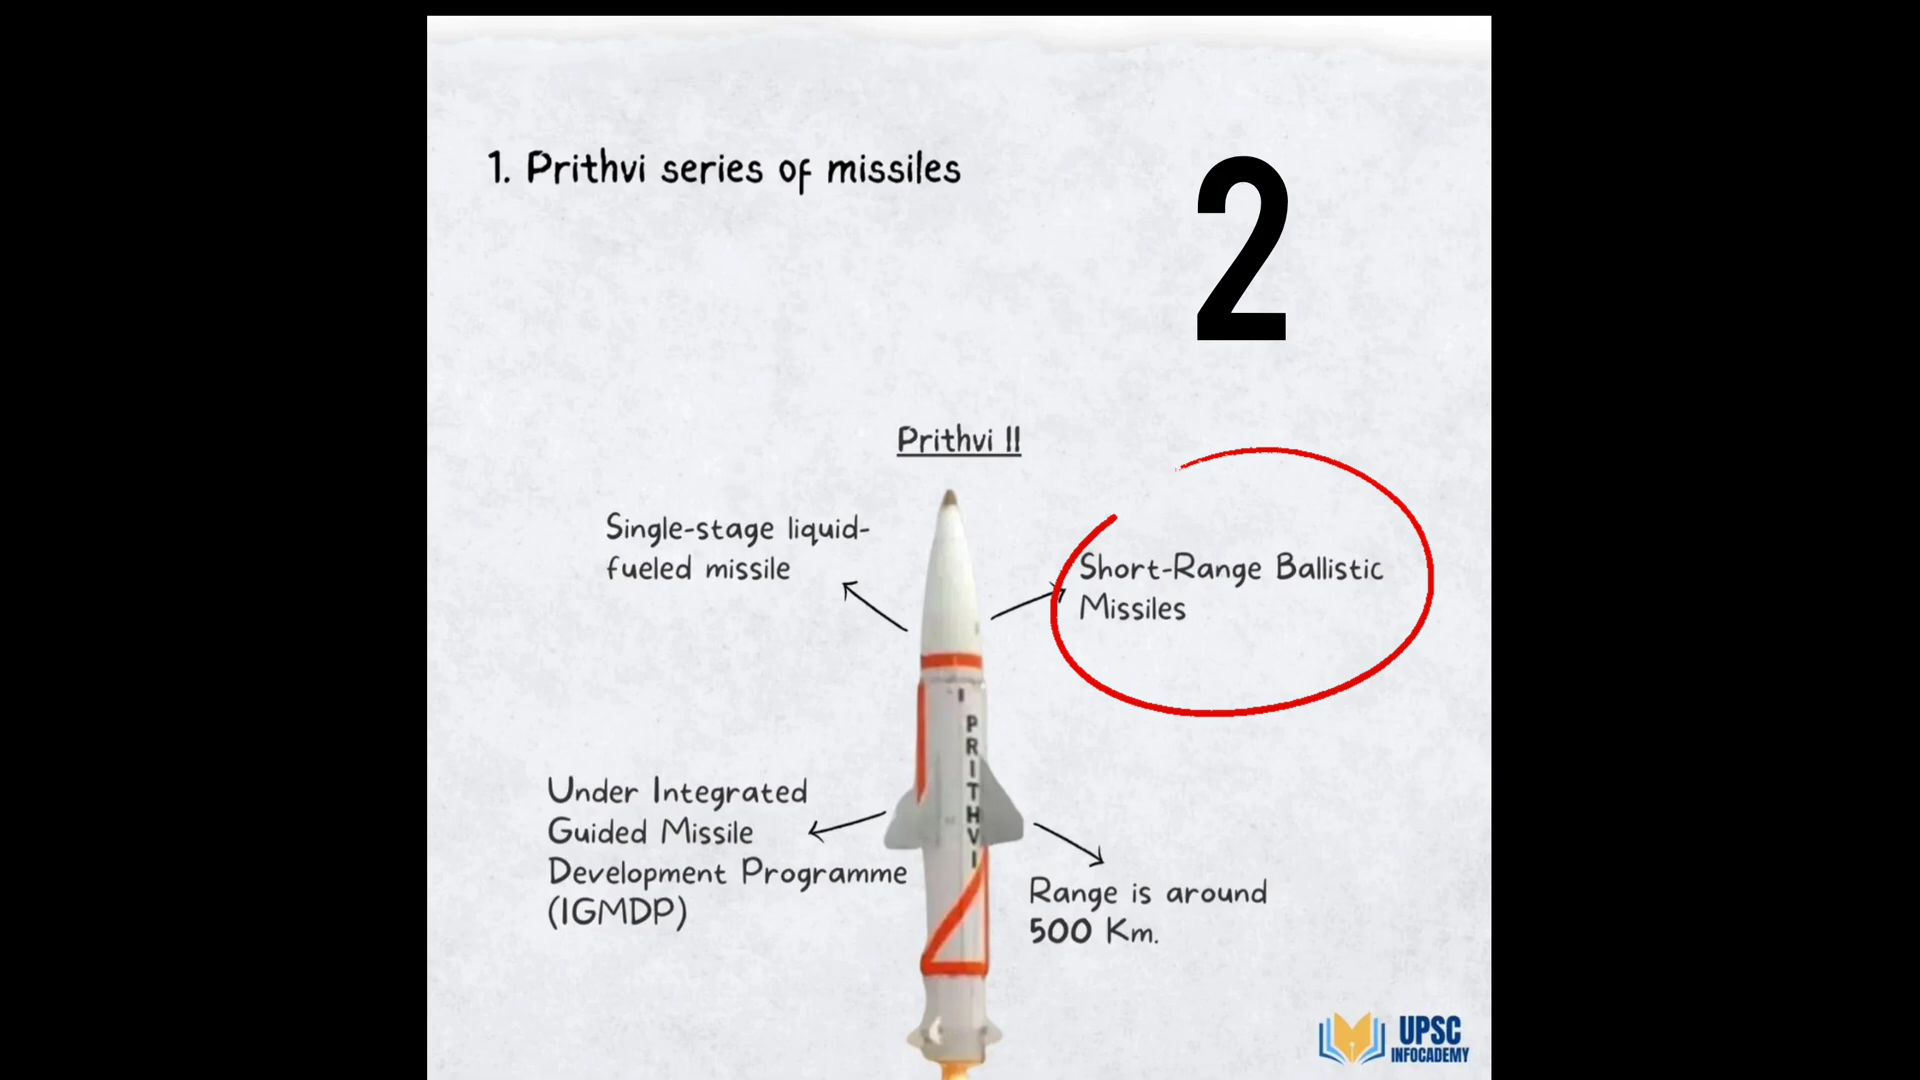 1. Prithvi series of missiles
2
Prithvi II
Single-stage liquid-
fueled missile
Short-Range Ballistic
Missiles
PRITHVI
Under Integrated
Guided Missile
Development Programme
(IGMDP)
Range is around
500 Km.
UPSC
INFOCADEMY